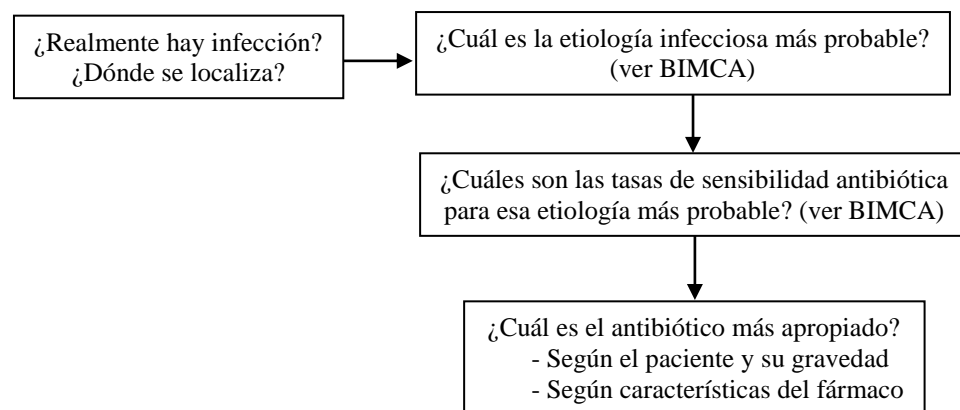 ¿Realmente hay infección?
¿Dónde se localiza?
¿Cuál es la etiología infecciosa más probable?
(ver BIMCA)
¿Cuáles son las tasas de sensibilidad antibiótica
para esa etiología más probable? (ver BIMCA)
¿Cuál es el antibiótico más apropiado?
- Según el paciente y su gravedad
- Según características del fármaco